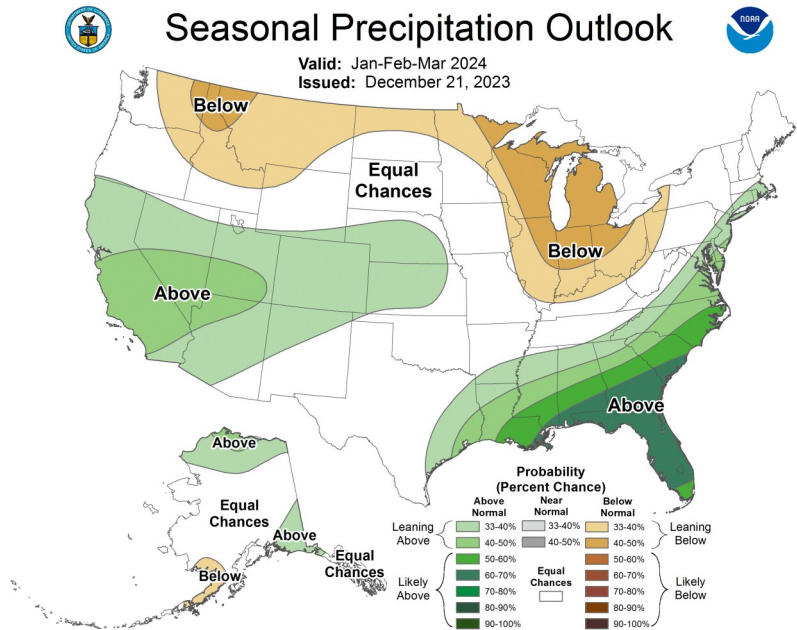 Seasonal Precipitation Outlook
NOAA
Valid: Jan-Feb-Mar 2024
Issued: December 21, 2023
Below
Equal
Chances
Below
Above
Above
Above
Equal
Chances
Above
Below
Equal
Chances
Probability
(Percent Chance)
Above
Normal
Near
Normal
Below
Normal
Leaning
Above
33-40%
40-50%
Likely
Above
50-60%
60-70%
70-80%
80-90%
90-100%
33-40%
40-50%
Equal
Chances
33-40%
40-50%
Leaning
Below
50-60%
60-70%
70-80%
80-90%
90-100%
Likely
Below